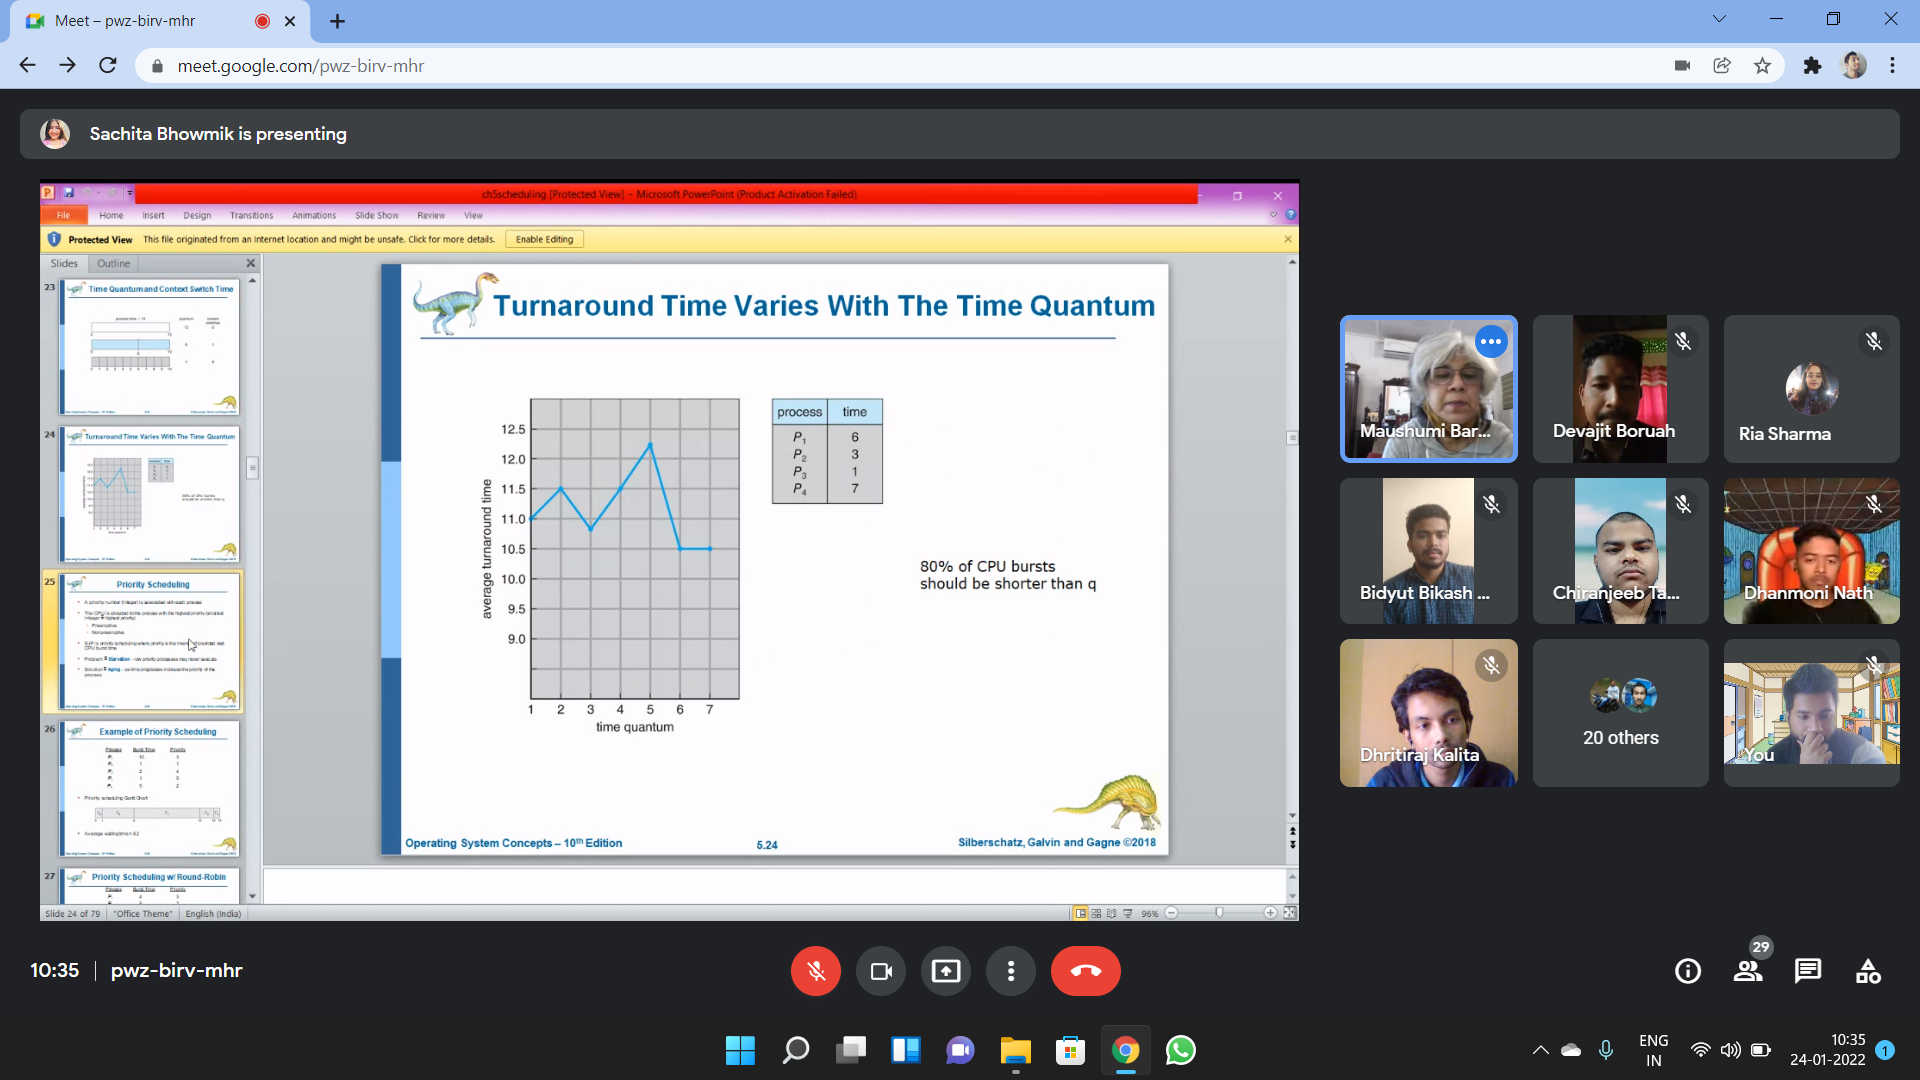 Meet – pwz-birv-mhr
meet.google.com/pwz-birv-mhr
Sachita Bhowmik is presenting
ch5scheduling [Protected View] - Microsoft PowerPoint (Product Activation Failed)
File Home Insert Design Transitions Animations Slide Show Review View
Protected View This file originated from an Internet location and might be unsafe. Click for more details. Enable Editing
Slides Outline
23 Time Quantum and Context Switch Time
24 Turnaround Time Varies With The Time Quantum
25 Priority Scheduling
26 Example of Priority Scheduling
27 Priority Scheduling w/ Round-Robin
Turnaround Time Varies With The Time Quantum
12.5
12.0
11.5
11.0
10.5
10.0
9.5
9.0
average turnaround time
1 2 3 4 5 6 7
time quantum
process time
P1 6
P2 3
P3 1
P4 7
80% of CPU bursts
should be shorter than q
Operating System Concepts – 10th Edition 5.24 Silberschatz, Galvin and Gagne ©2018
Slide 24 of 79 "Office Theme" English (India) 96%
Maushumi Bar... Devajit Boruah Ria Sharma
Bidyut Bikash ... Chiranjeeb Ta... Dhanmoni Nath
Dhritiraj Kalita 20 others You
10:35 | pwz-birv-mhr
29
ENG
IN
10:35
24-01-2022
1